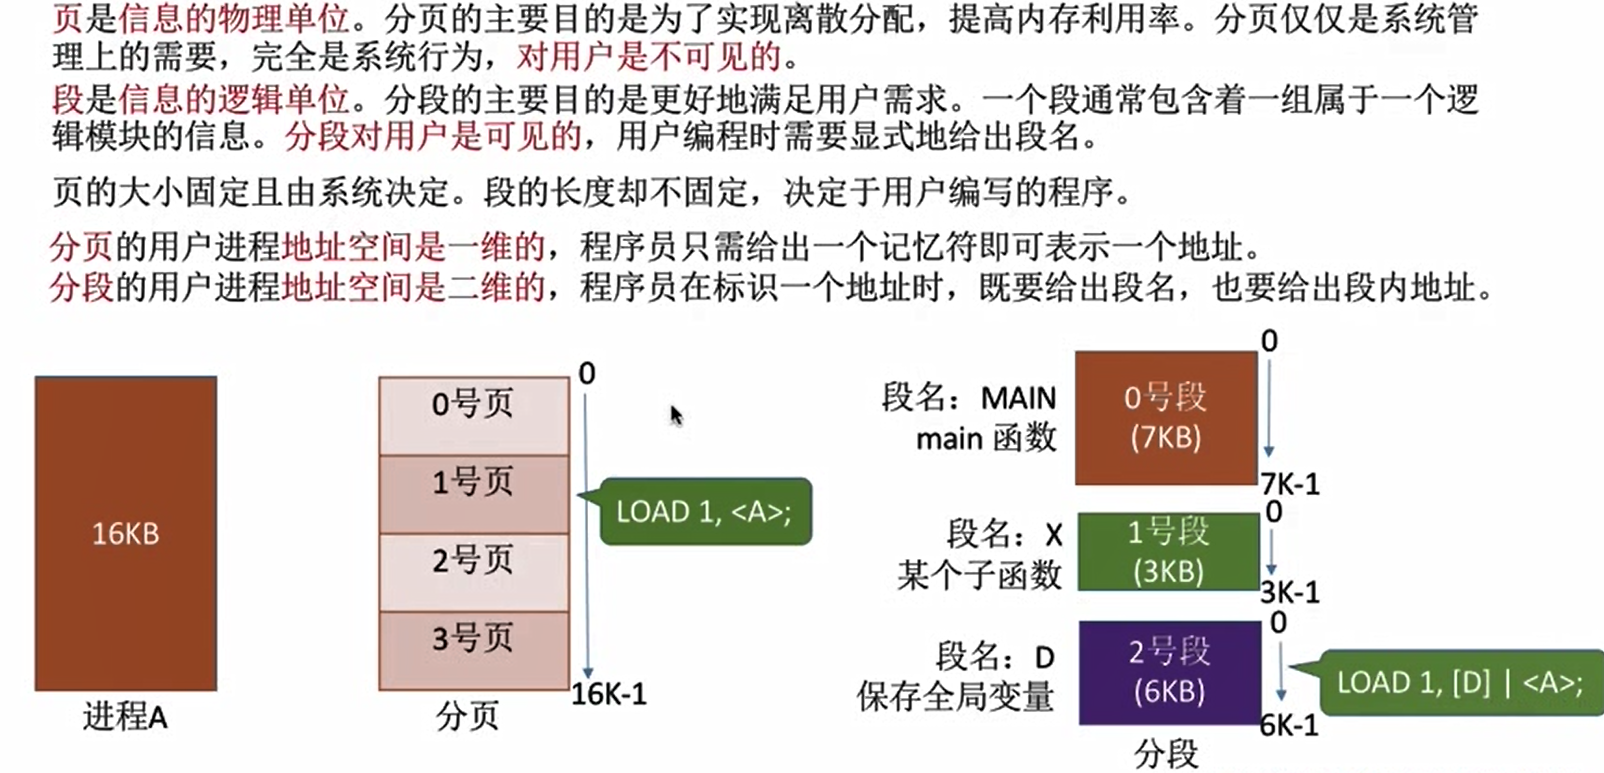 页是信息的物理单位。分页的主要目的是为了实现离散分配，提高内存利用率。分页仅仅是系统管
理上的需要，完全是系统行为，对用户是不可见的。
段是信息的逻辑单位。分段的主要目的是更好地满足用户需求。一个段通常包含着一组属于一个逻
辑模块的信息。分段对用户是可见的，用户编程时需要显式地给出段名。
页的大小固定且由系统决定。段的长度却不固定，决定于用户编写的程序。
分页的用户进程地址空间是一维的，程序员只需给出一个记忆符即可表示一个地址。
分段的用户进程地址空间是二维的，程序员在标识一个地址时，既要给出段名，也要给出段内地址。
16KB
进程A
0
0号页
1号页
2号页
3号页
LOAD 1, <A>;
16K-1
分页
段名：MAIN
main 函数
0号段
(7KB)
0
7K-1
段名：X
某个子函数
1号段
(3KB)
0
3K-1
段名：D
保存全局变量
2号段
(6KB)
0
6K-1
LOAD 1, [D] | <A>;
分段